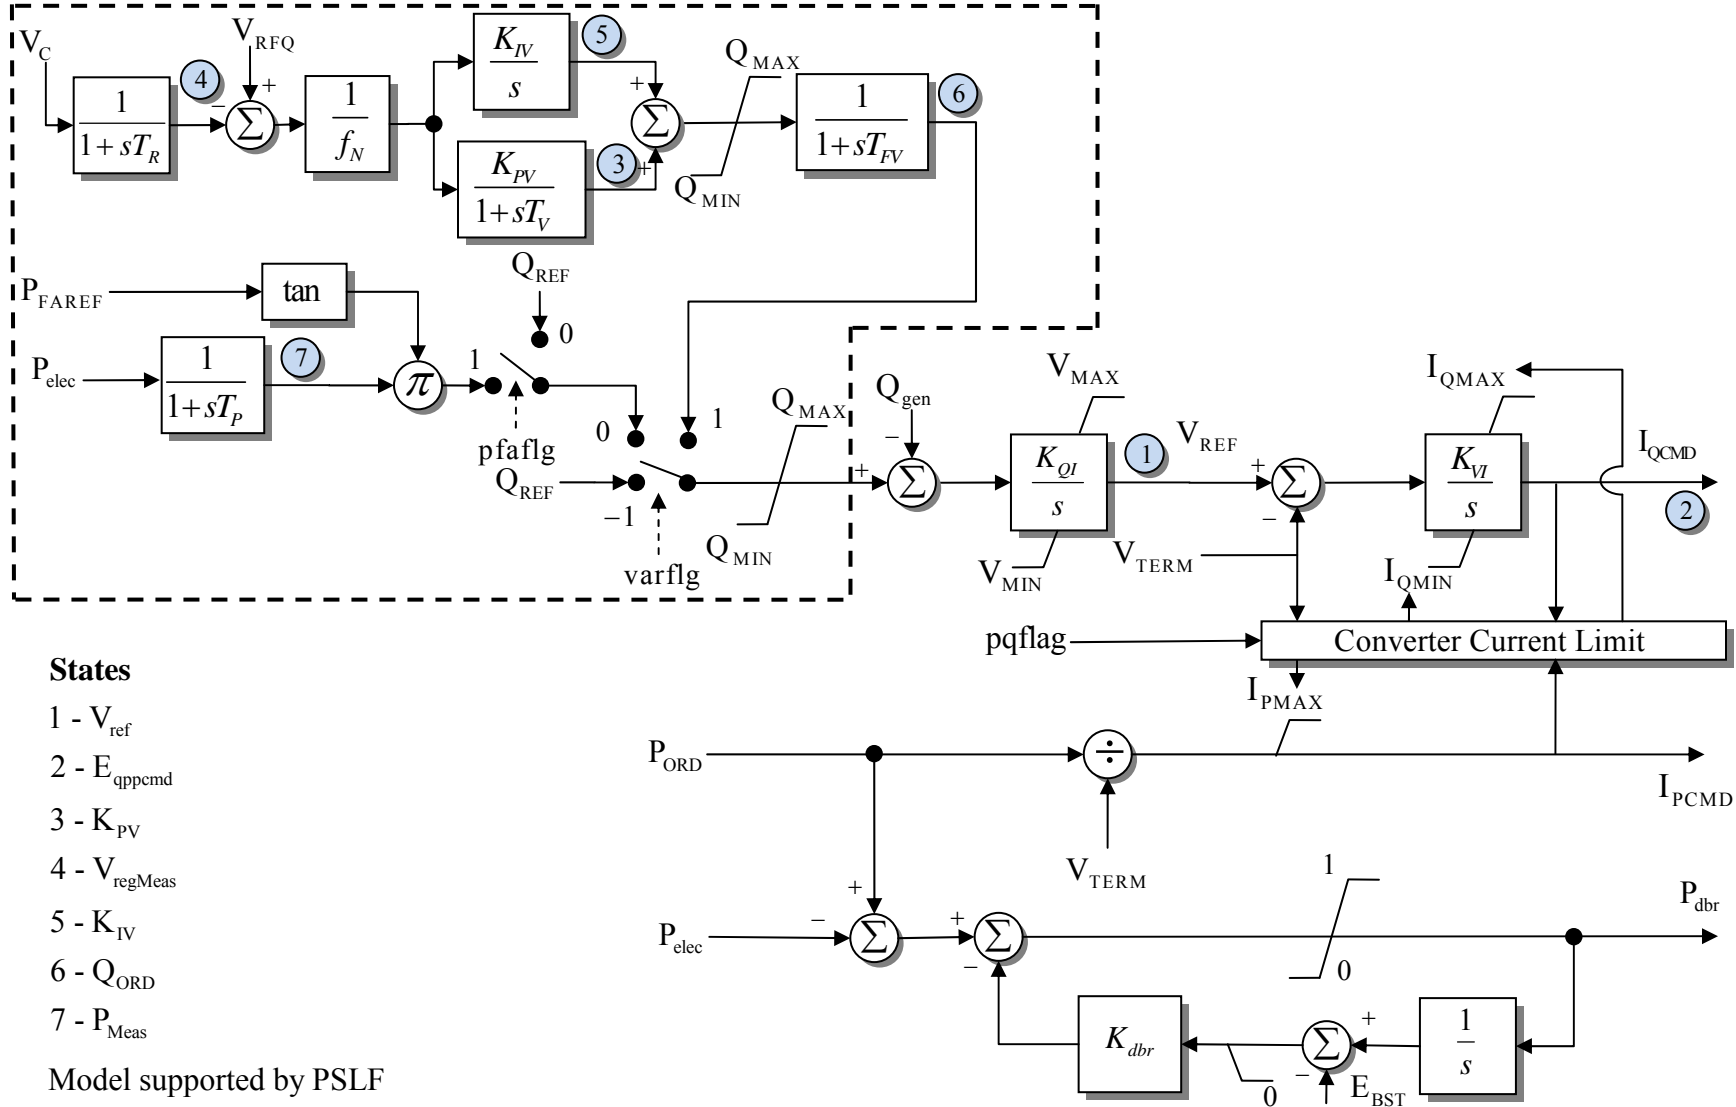 V_C
V_RFQ
4
− +
Σ
1
1 + sT_R
1
f_N
K_IV
s
5
K_PV
1 + sT_V
3
+
+
Σ
Q_MAX
Q_MIN
1
1 + sT_FV
6
P_FAREF
tan
P_elec
1
1 + sT_P
7
π
Q_REF
0
1
pfaflg
0
1
Q_REF
−1
varflg
Q_MAX
Q_MIN
+
Q_gen
−
Σ
V_MAX
K_QI
s
V_MIN
1
V_REF
+
Σ
−
V_TERM
I_QMAX
K_VI
s
I_QMIN
I_QCMD
2
pqflag
Converter Current Limit
I_PMAX
P_ORD
÷
V_TERM
I_PCMD
P_elec
−
+
Σ
+
−
Σ
1
0
P_dbr
K_dbr
0
Σ
+
−
E_BST
1
s
States
1 - V_ref
2 - E_qppcmd
3 - K_PV
4 - V_regMeas
5 - K_IV
6 - Q_ORD
7 - P_Meas
Model supported by PSLF